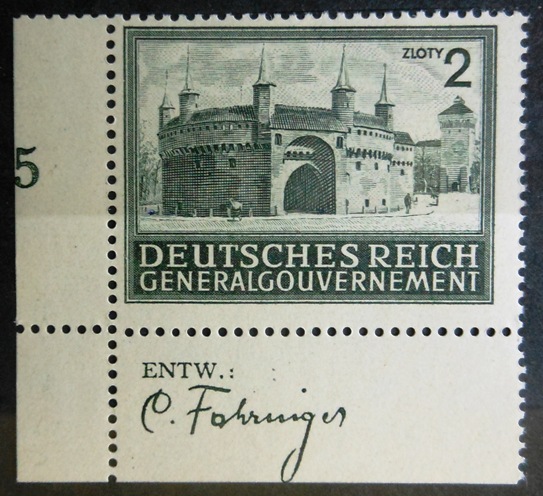 ZLOTY 2
5
DEUTSCHES REICH
GENERALGOUVERNEMENT
ENTW.:
C. Fahringer